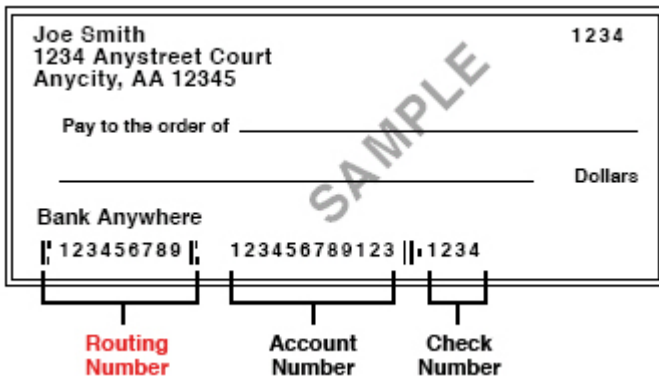 Joe Smith 1234
1234 Anystreet Court
Anycity, AA 12345
SAMPLE
Pay to the order of
Dollars
Bank Anywhere
⑆123456789⑆ 123456789123⑈1234
Routing Number
Account Number
Check Number